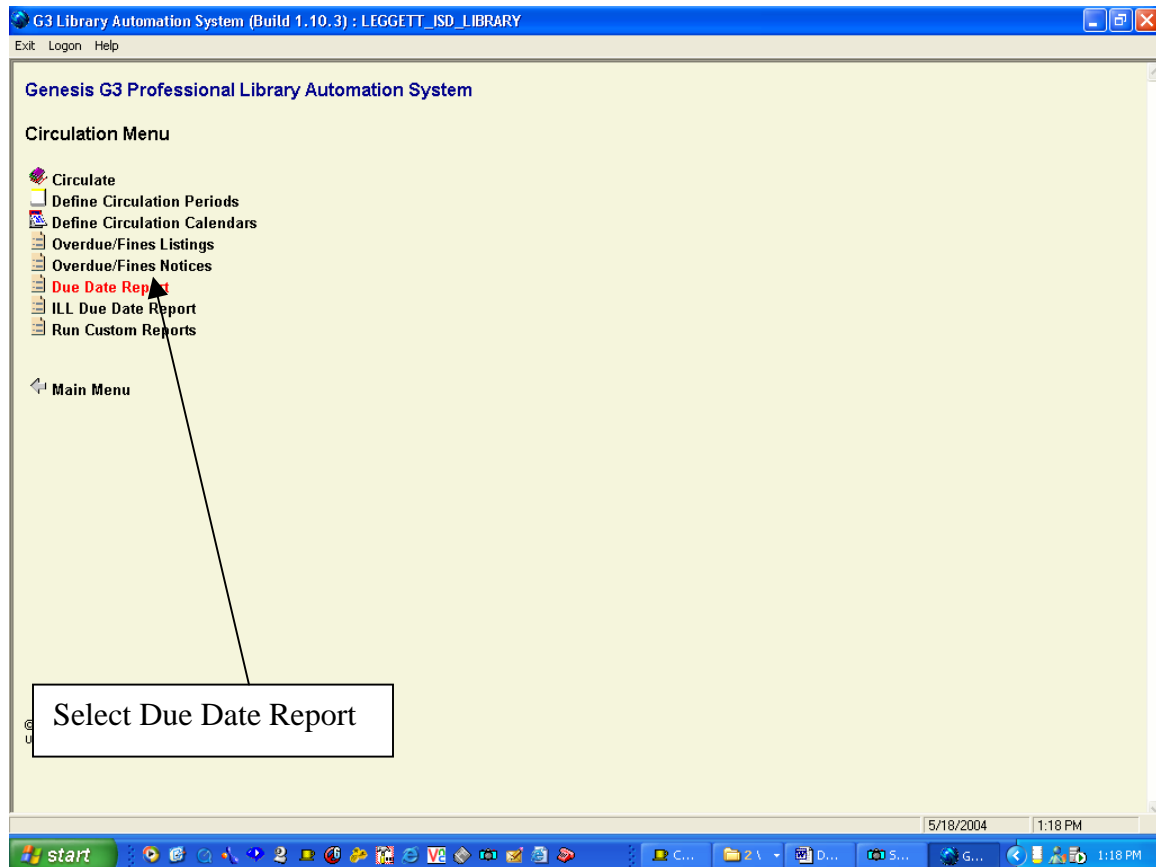 G3 Library Automation System (Build 1.10.3) : LEGGETT_ISD_LIBRARY
Exit Logon Help
Genesis G3 Professional Library Automation System
Circulation Menu
Circulate
Define Circulation Periods
Define Circulation Calendars
Overdue/Fines Listings
Overdue/Fines Notices
Due Date Report
ILL Due Date Report
Run Custom Reports
Main Menu
Select Due Date Report
©
U
5/18/2004 1:18 PM
start C... 2 \ D... S... G... 1:18 PM